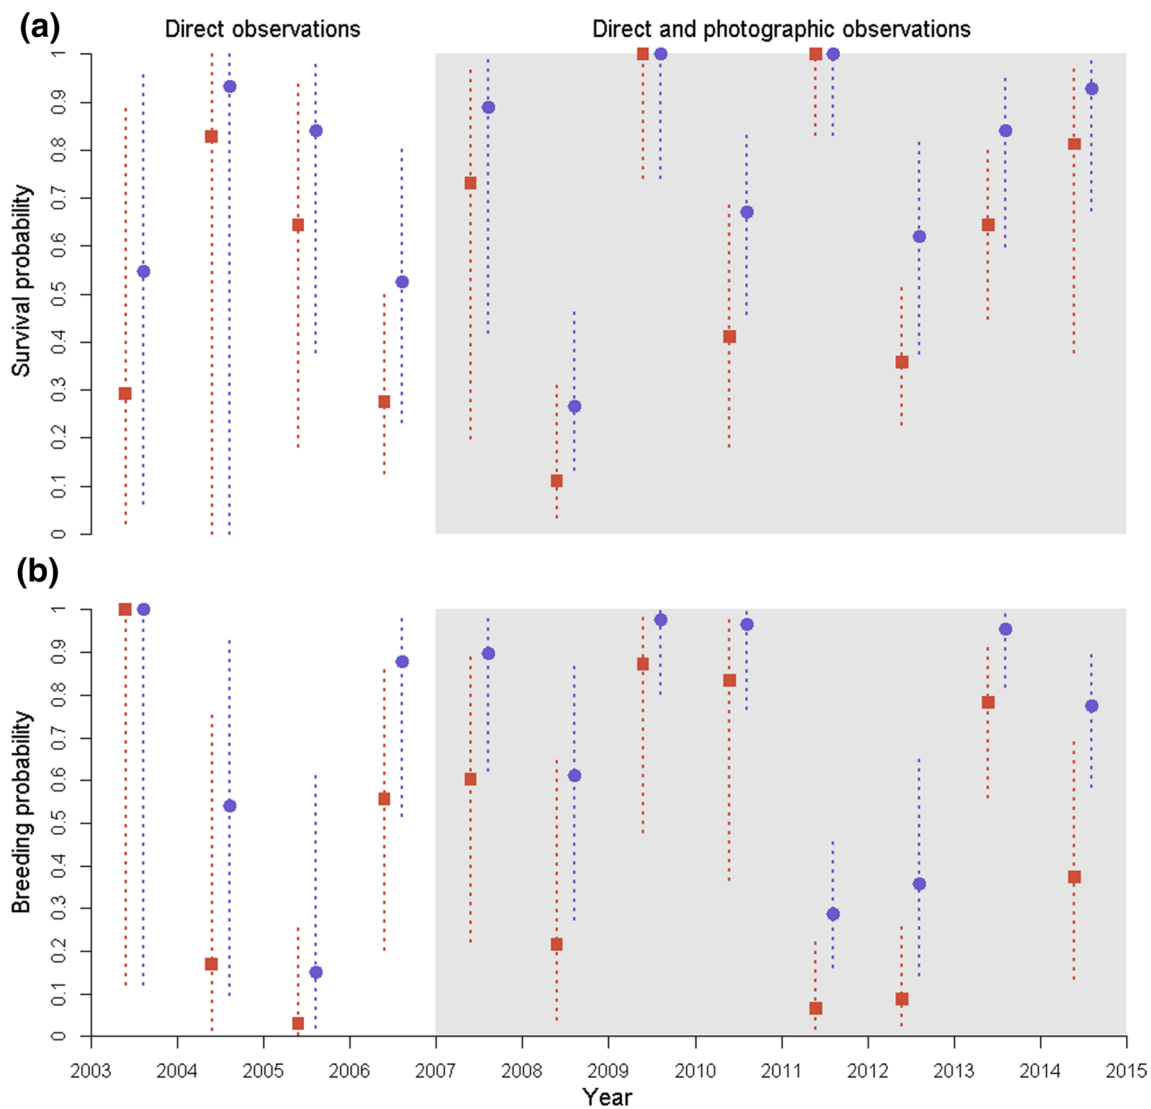 (a)
Direct observations
Direct and photographic observations
1
0.9
0.8
0.7
0.6
0.5
0.4
0.3
0.2
0.1
0
Survival probability
(b)
1
0.9
0.8
0.7
0.6
0.5
0.4
0.3
0.2
0.1
0
Breeding probability
2003 2004 2005 2006 2007 2008 2009 2010 2011 2012 2013 2014 2015
Year